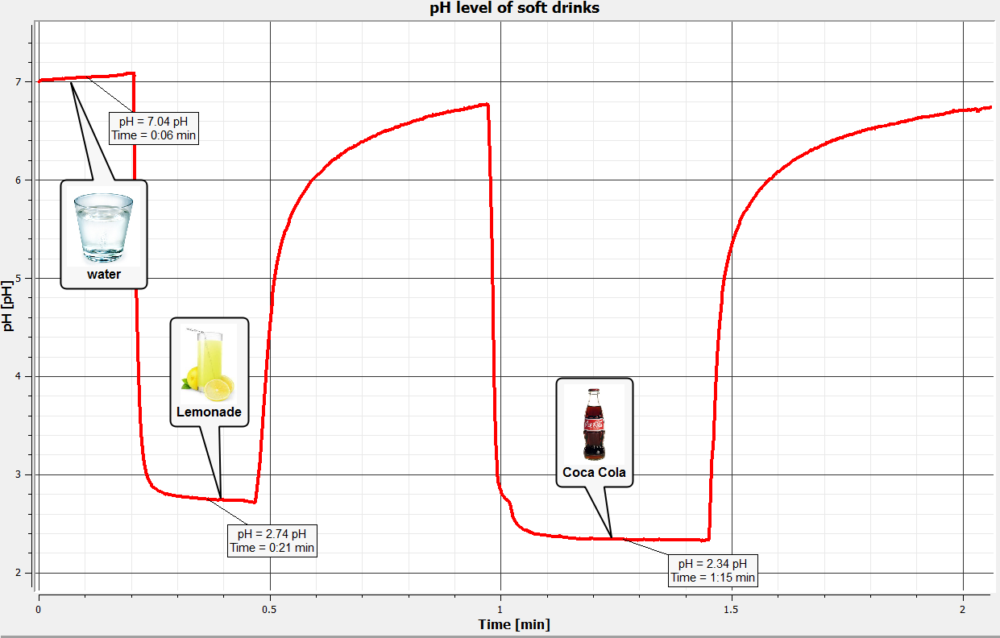 pH level of soft drinks
7
pH = 7.04 pH
Time = 0:06 min
6
water
5
pH [pH]
Lemonade
4
Coca Cola
3
pH = 2.74 pH
Time = 0:21 min
pH = 2.34 pH
Time = 1:15 min
2
0
0.5
1
1.5
2
Time [min]